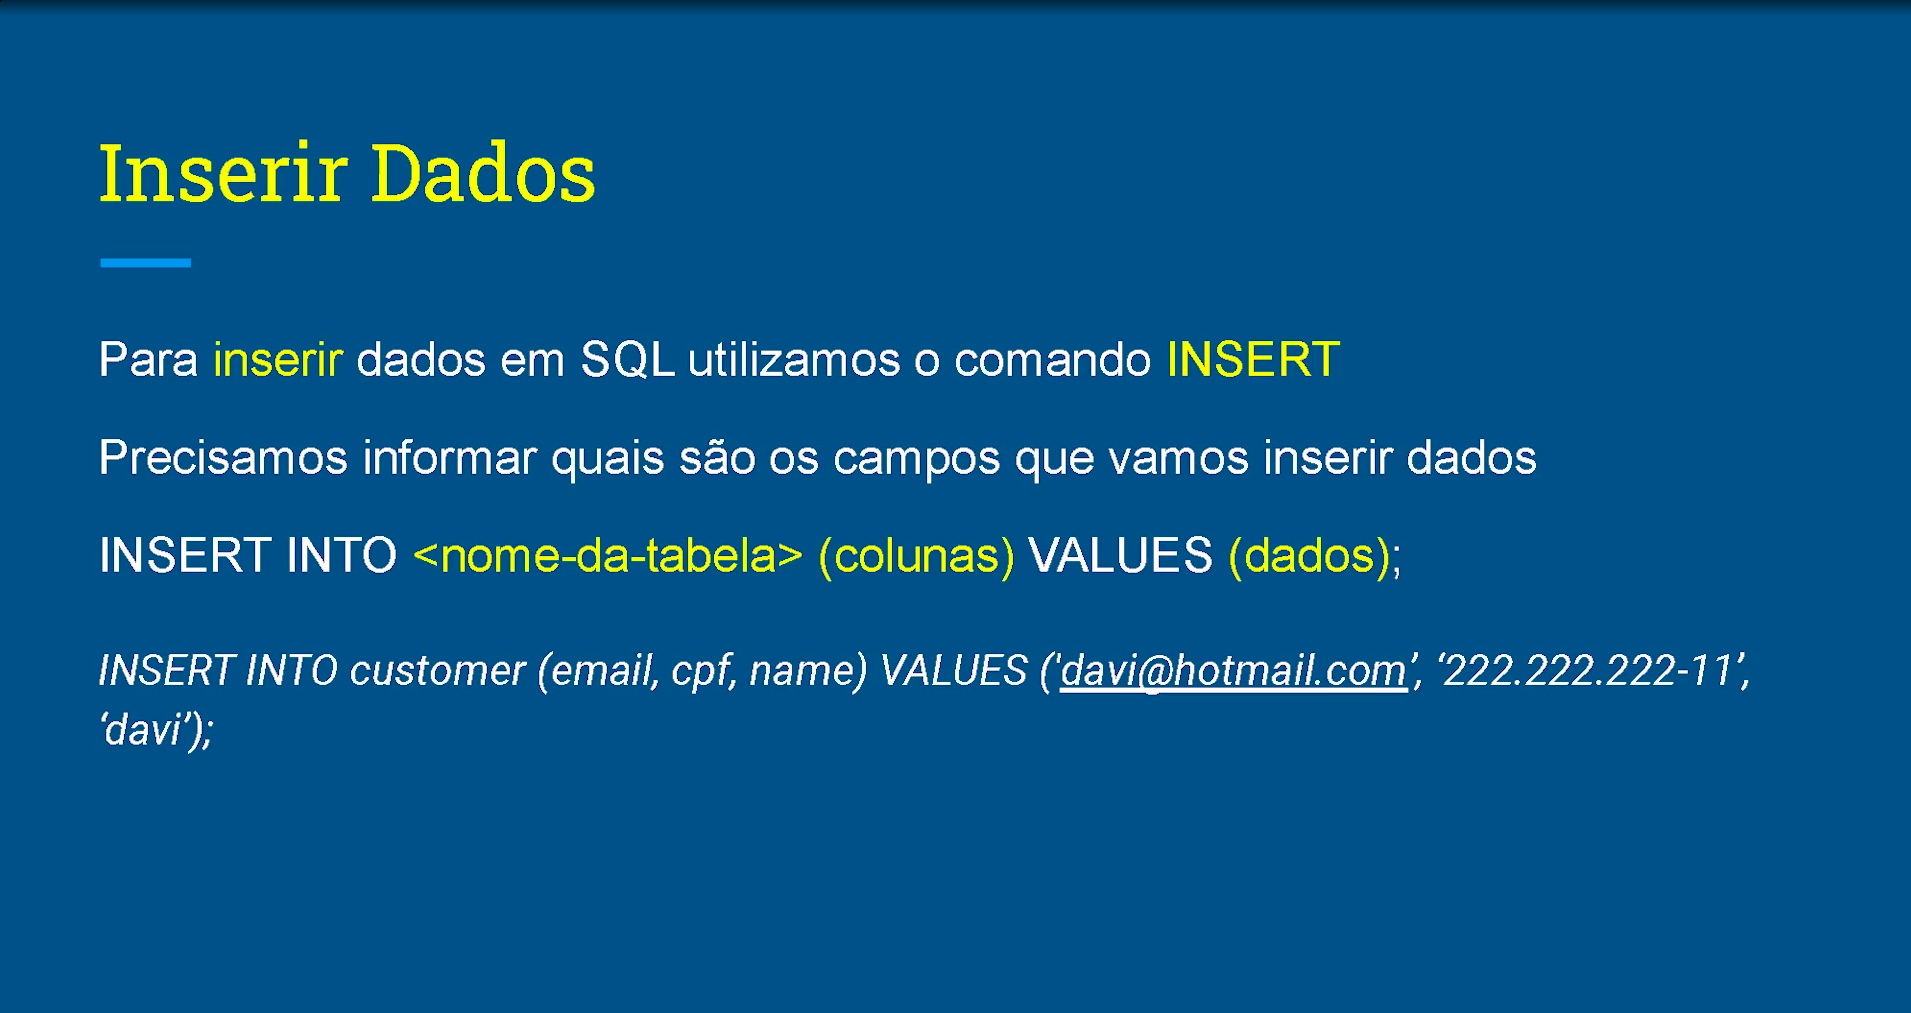 Inserir Dados
Para inserir dados em SQL utilizamos o comando INSERT
Precisamos informar quais são os campos que vamos inserir dados
INSERT INTO <nome-da-tabela> (colunas) VALUES (dados);
INSERT INTO customer (email, cpf, name) VALUES ('davi@hotmail.com’, ‘222.222.222-11’,
‘davi’);